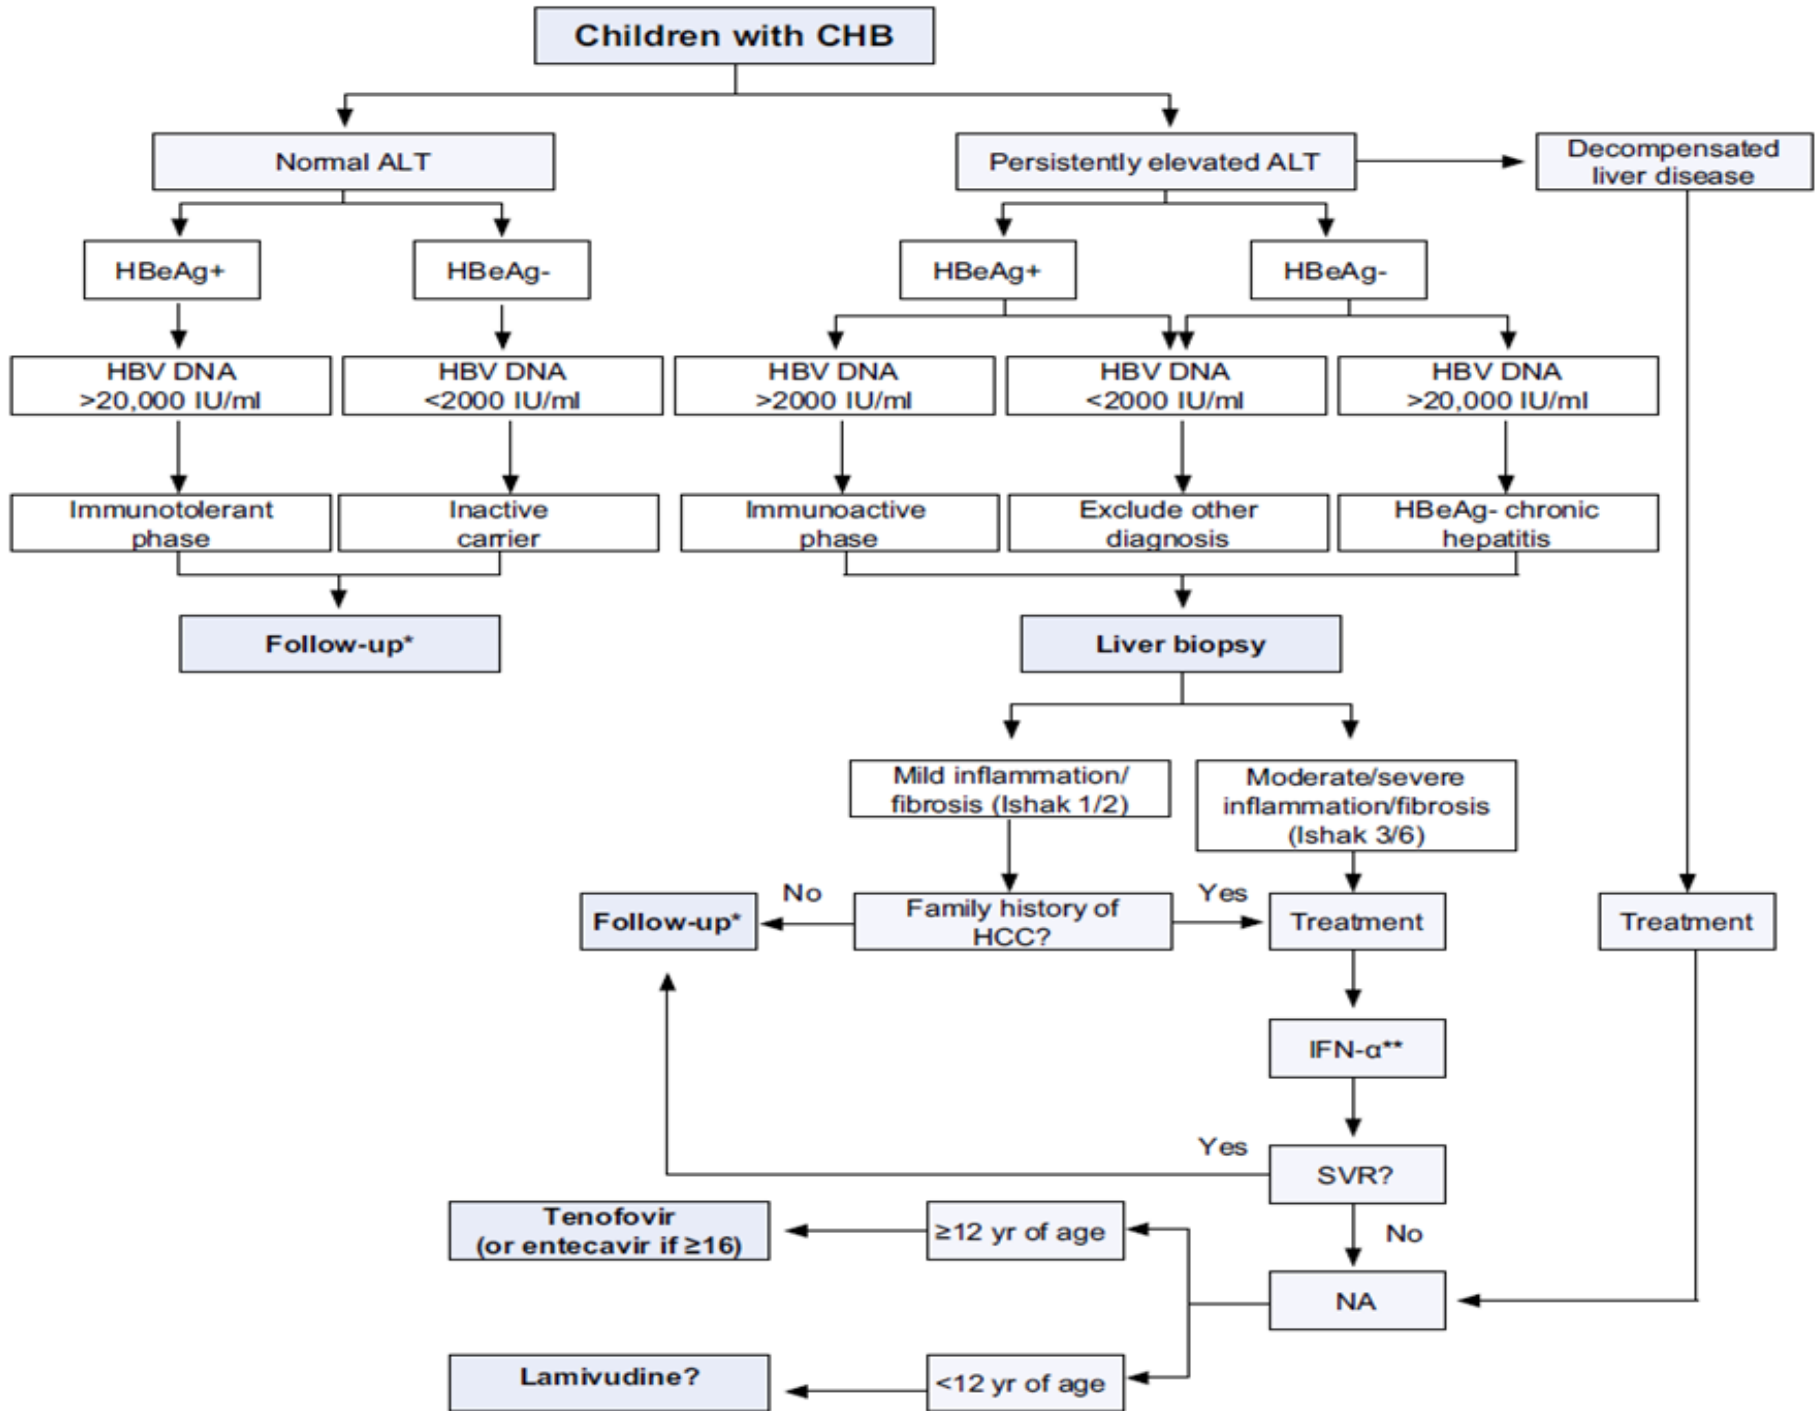 Children with CHB
Normal ALT
Persistently elevated ALT
Decompensated
liver disease
HBeAg+
HBeAg-
HBeAg+
HBeAg-
HBV DNA
>20,000 IU/ml
HBV DNA
<2000 IU/ml
HBV DNA
>2000 IU/ml
HBV DNA
<2000 IU/ml
HBV DNA
>20,000 IU/ml
Immunotolerant
phase
Inactive
carrier
Immunoactive
phase
Exclude other
diagnosis
HBeAg- chronic
hepatitis
Follow-up*
Liver biopsy
Mild inflammation/
fibrosis (Ishak 1/2)
Moderate/severe
inflammation/fibrosis
(Ishak 3/6)
Follow-up*
No
Family history of
HCC?
Yes
Treatment
Treatment
IFN-α**
Yes
SVR?
No
Tenofovir
(or entecavir if ≥16)
≥12 yr of age
NA
Lamivudine?
<12 yr of age